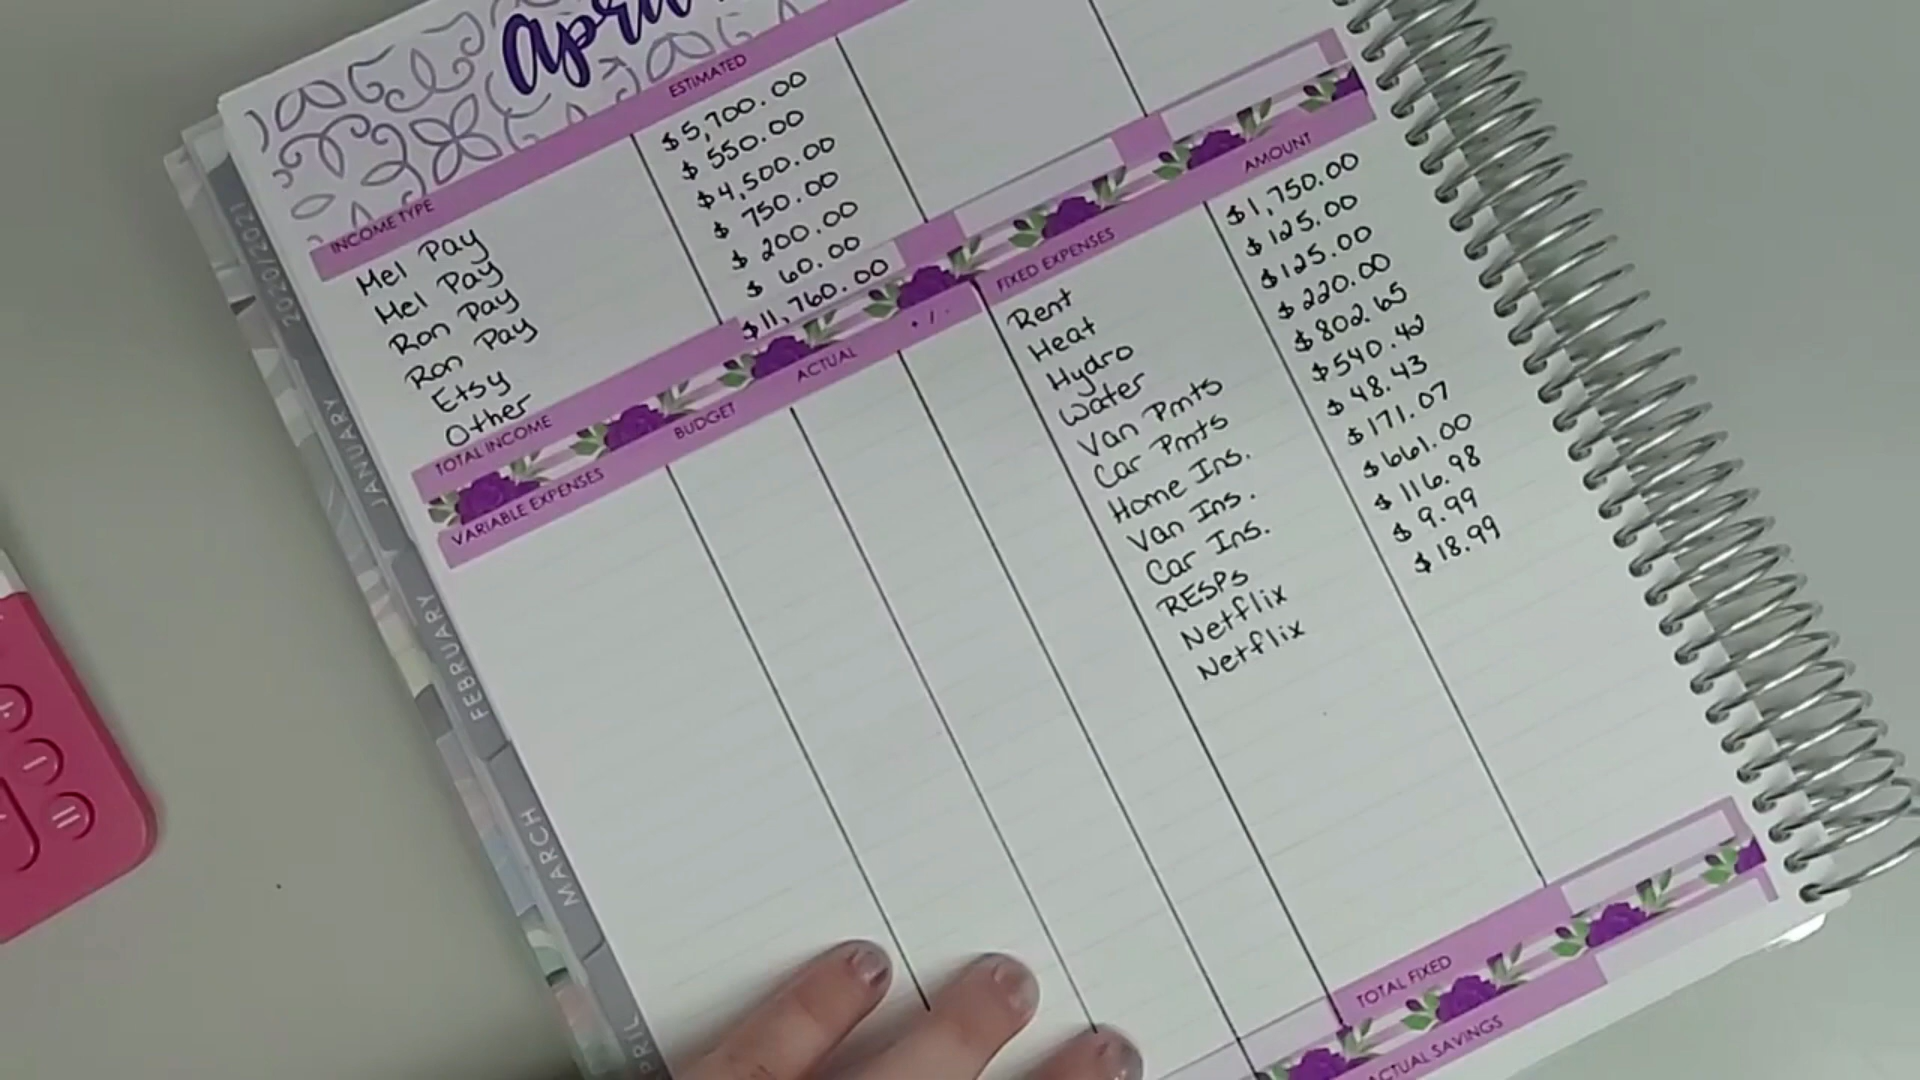 April
INCOME TYPE ESTIMATED
Mel Pay $5,700.00
Mel Pay $ 550.00
Ron Pay $4,500.00
Ron Pay $ 750.00
Etsy $ 200.00
Other $ 60.00
TOTAL INCOME $11,760.00
VARIABLE EXPENSES BUDGET ACTUAL + / -
FIXED EXPENSES AMOUNT
Rent $1,750.00
Heat $125.00
Hydro $125.00
Water $220.00
Van Pmts $802.65
Car Pmts $540.42
Home Ins. $ 48.43
Van Ins. $171.07
Car Ins. $661.00
RESPs $ 116.98
Netflix $ 9.99
Netflix $18.99
TOTAL FIXED
ACTUAL SAVINGS
2020/2021
JANUARY
FEBRUARY
MARCH
APRIL